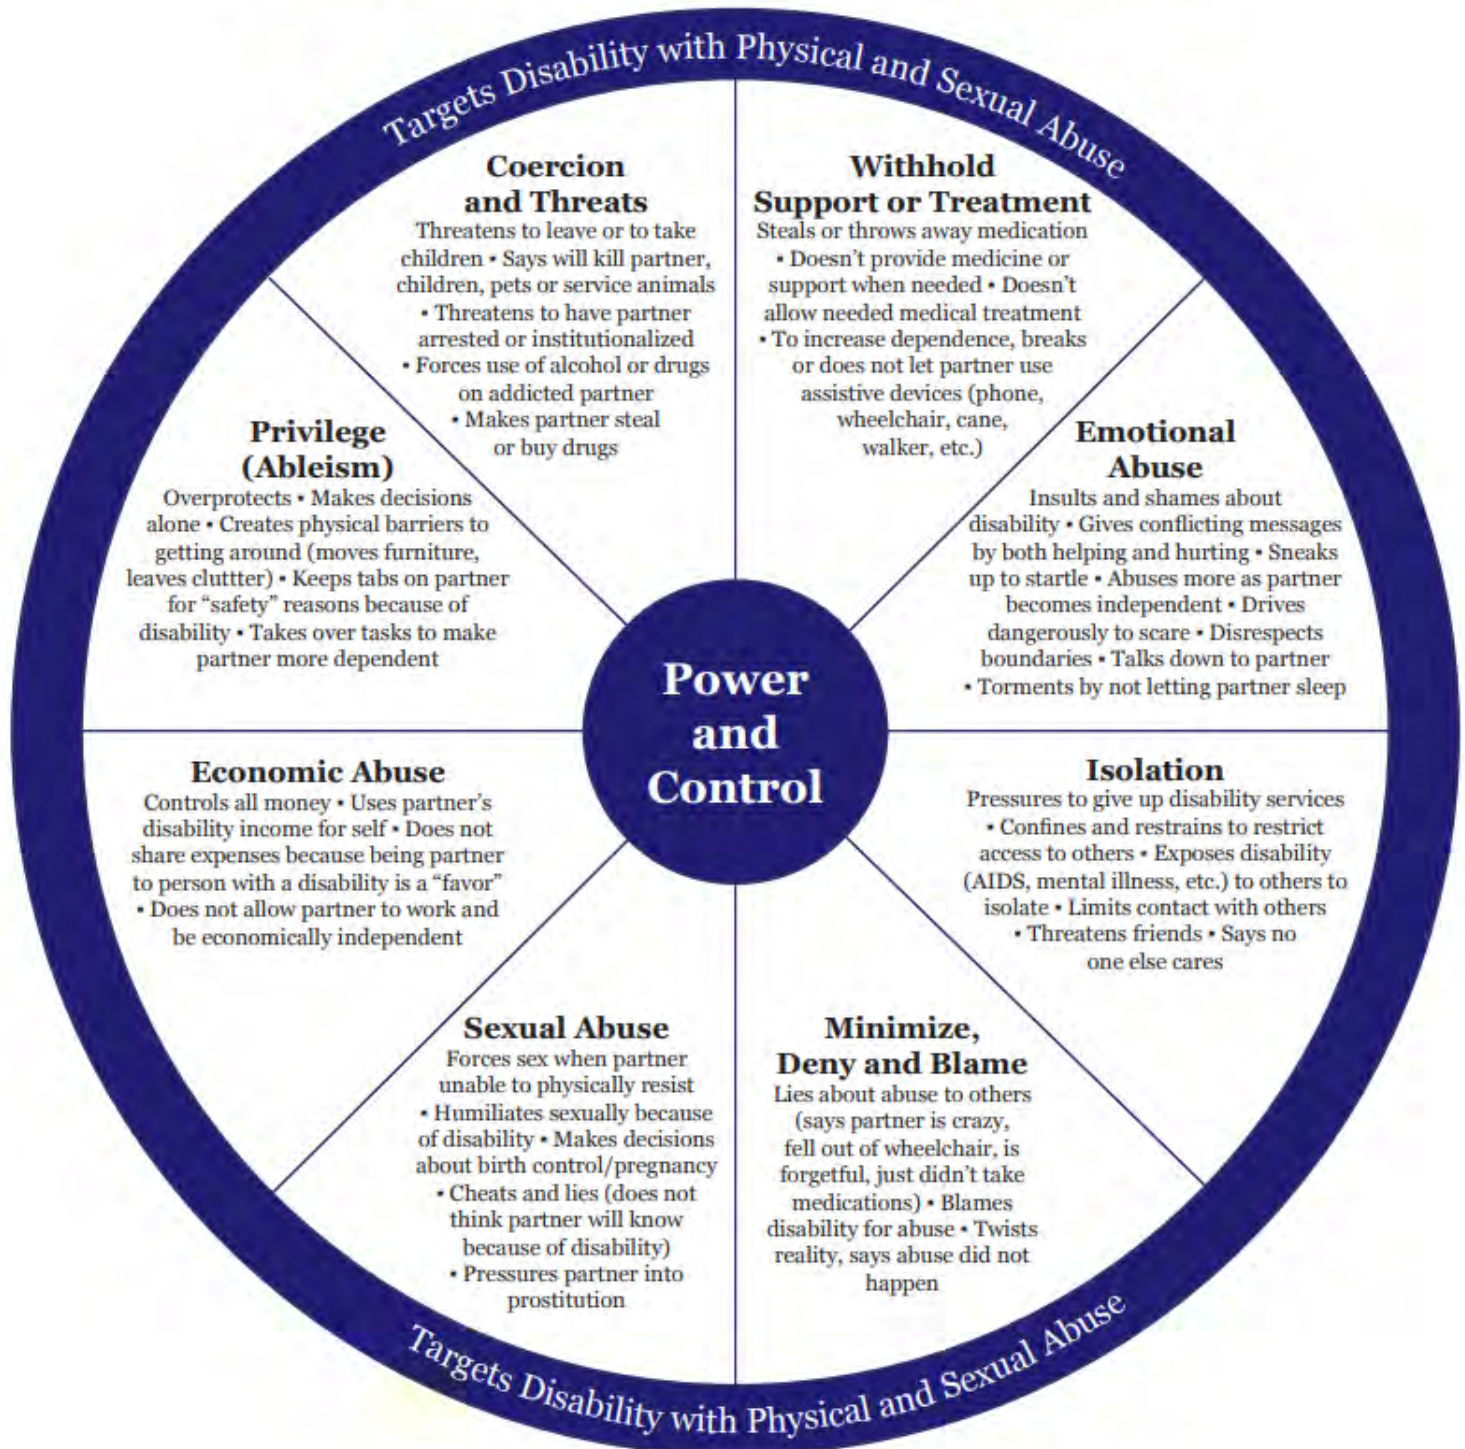 Targets Disability with Physical and Sexual Abuse
Coercion
and Threats
Threatens to leave or to take
children • Says will kill partner,
children, pets or service animals
• Threatens to have partner
arrested or institutionalized
• Forces use of alcohol or drugs
on addicted partner
• Makes partner steal
or buy drugs
Withhold
Support or Treatment
Steals or throws away medication
• Doesn't provide medicine or
support when needed • Doesn't
allow needed medical treatment
• To increase dependence, breaks
or does not let partner use
assistive devices (phone,
wheelchair, cane,
walker, etc.)
Privilege
(Ableism)
Overprotects • Makes decisions
alone • Creates physical barriers to
getting around (moves furniture,
leaves cluttter) • Keeps tabs on partner
for “safety” reasons because of
disability • Takes over tasks to make
partner more dependent
Emotional
Abuse
Insults and shames about
disability • Gives conflicting messages
by both helping and hurting • Sneaks
up to startle • Abuses more as partner
becomes independent • Drives
dangerously to scare • Disrespects
boundaries • Talks down to partner
• Torments by not letting partner sleep
Power
and
Control
Economic Abuse
Controls all money • Uses partner's
disability income for self • Does not
share expenses because being partner
to person with a disability is a “favor”
• Does not allow partner to work and
be economically independent
Isolation
Pressures to give up disability services
• Confines and restrains to restrict
access to others • Exposes disability
(AIDS, mental illness, etc.) to others to
isolate • Limits contact with others
• Threatens friends • Says no
one else cares
Sexual Abuse
Forces sex when partner
unable to physically resist
• Humiliates sexually because
of disability • Makes decisions
about birth control/pregnancy
• Cheats and lies (does not
think partner will know
because of disability)
• Pressures partner into
prostitution
Minimize,
Deny and Blame
Lies about abuse to others
(says partner is crazy,
fell out of wheelchair, is
forgetful, just didn't take
medications) • Blames
disability for abuse • Twists
reality, says abuse did not
happen
Targets Disability with Physical and Sexual Abuse